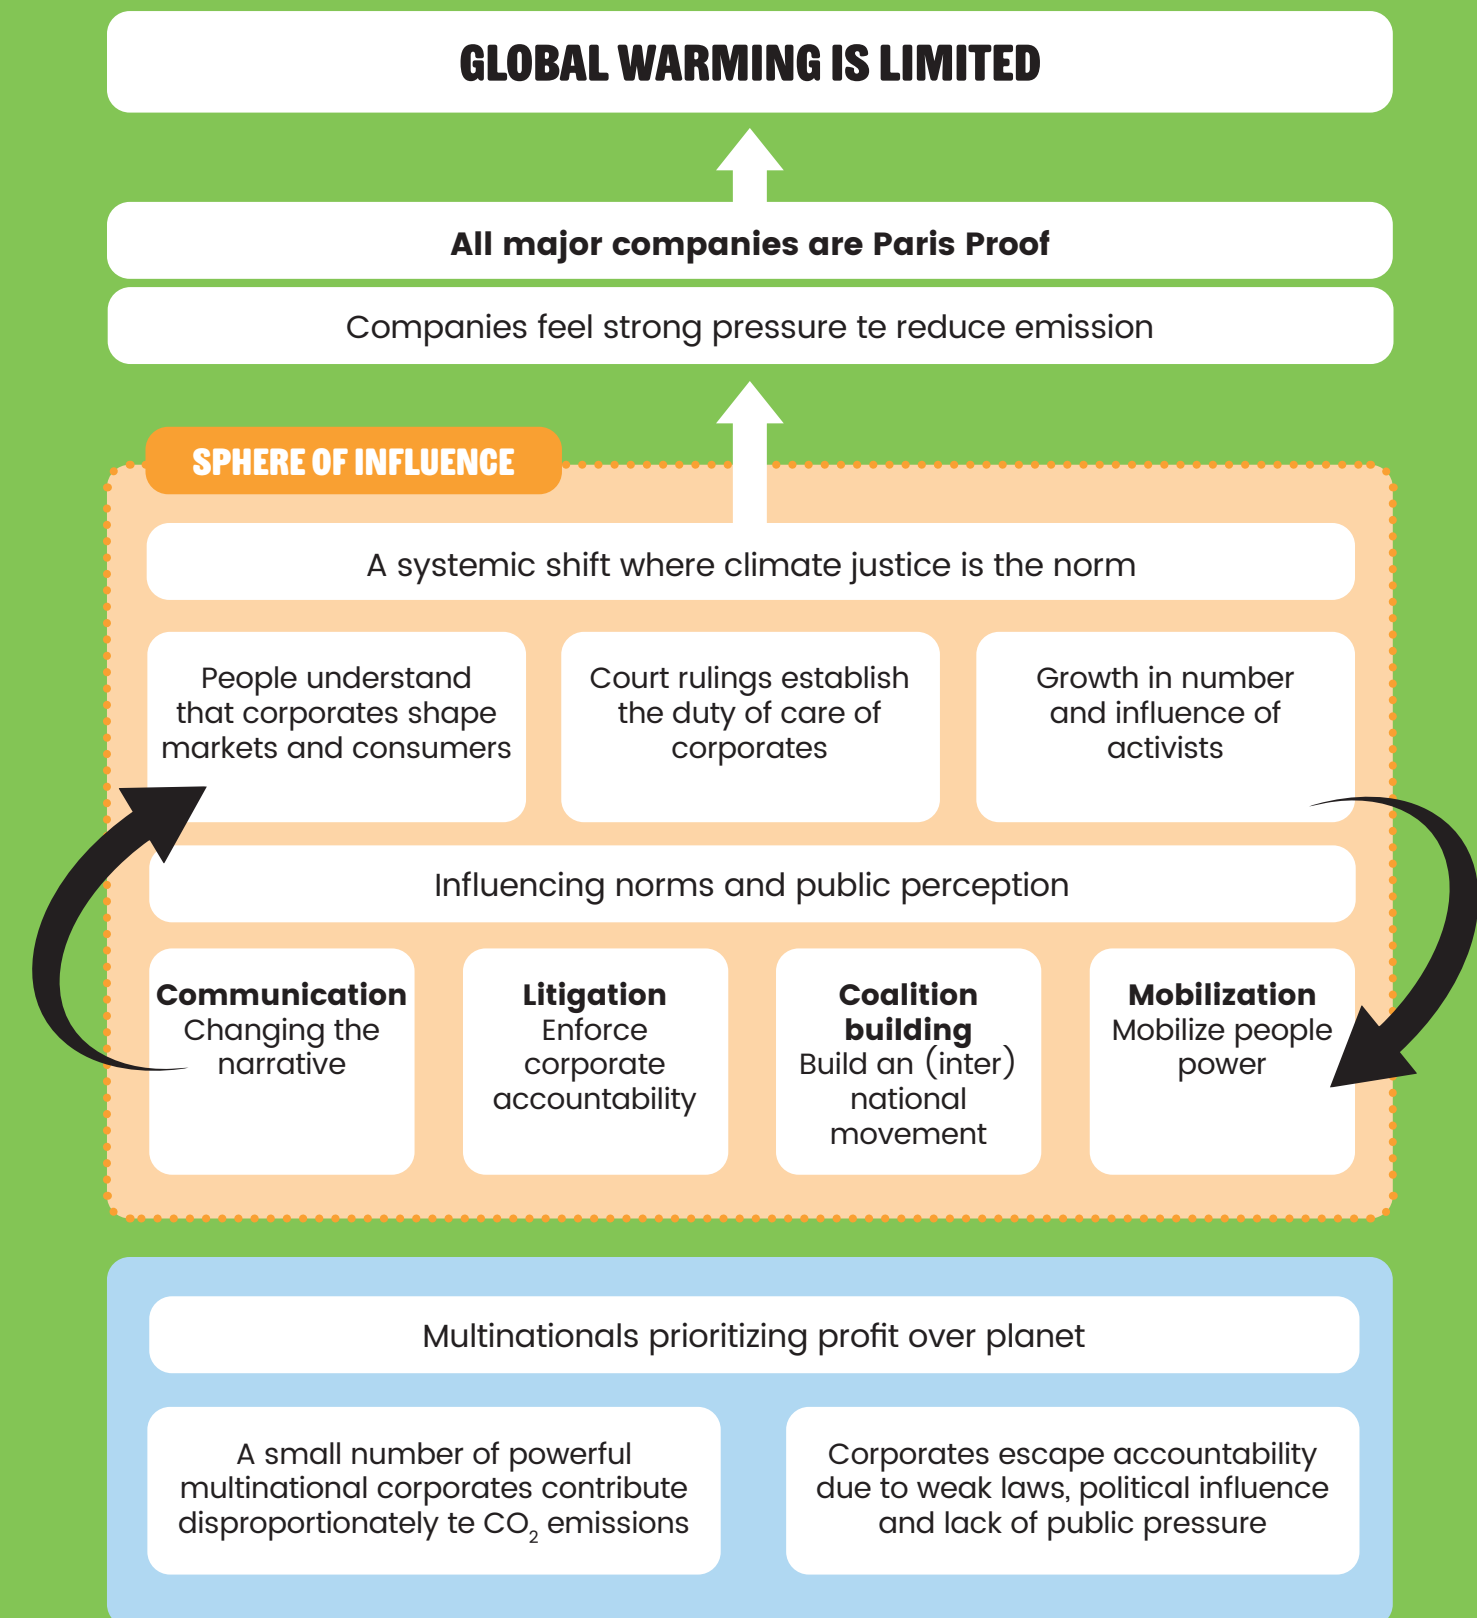 GLOBAL WARMING IS LIMITED
All major companies are Paris Proof
Companies feel strong pressure te reduce emission
SPHERE OF INFLUENCE
A systemic shift where climate justice is the norm
People understand
that corporates shape
markets and consumers
Court rulings establish
the duty of care of
corporates
Growth in number
and influence of
activists
Influencing norms and public perception
Communication
Changing the
narrative
Litigation
Enforce
corporate
accountability
Coalition
building
Build an (inter)
national
movement
Mobilization
Mobilize people
power
Multinationals prioritizing profit over planet
A small number of powerful
multinational corporates contribute
disproportionately te CO₂ emissions
Corporates escape accountability
due to weak laws, political influence
and lack of public pressure